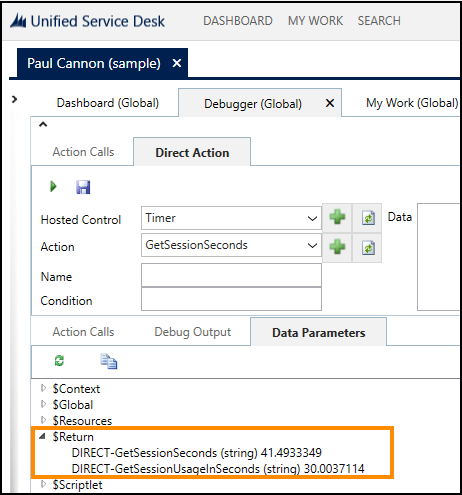 Unified Service Desk DASHBOARD MY WORK SEARCH
Paul Cannon (sample) ×
Dashboard (Global) Debugger (Global) × My Work (Global)
Action Calls Direct Action
Hosted Control Timer Data
Action GetSessionSeconds
Name
Condition
Action Calls Debug Output Data Parameters
$Context
$Global
$Resources
$Return
DIRECT-GetSessionSeconds (string) 41.4933349
DIRECT-GetSessionUsageInSeconds (string) 30.0037114
$Scriptlet